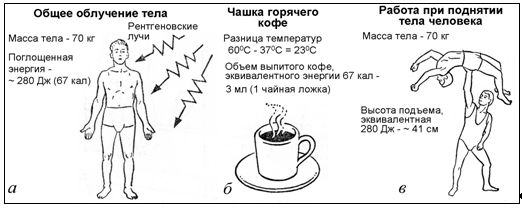 Общее облучение тела
Масса тела - 70 кг
Рентгеновские
лучи
Поглощенная
энергия -
~ 280 Дж (67 кал)
а
Чашка горячего
кофе
Разница температур
60⁰С - 37⁰С = 23⁰С
Объем выпитого кофе,
эквивалентного энергии 67 кал -
3 мл (1 чайная ложка)
б
Работа при поднятии
тела человека
Масса тела - 70 кг
Высота подъема,
эквивалентная
280 Дж - ~ 41 см
в